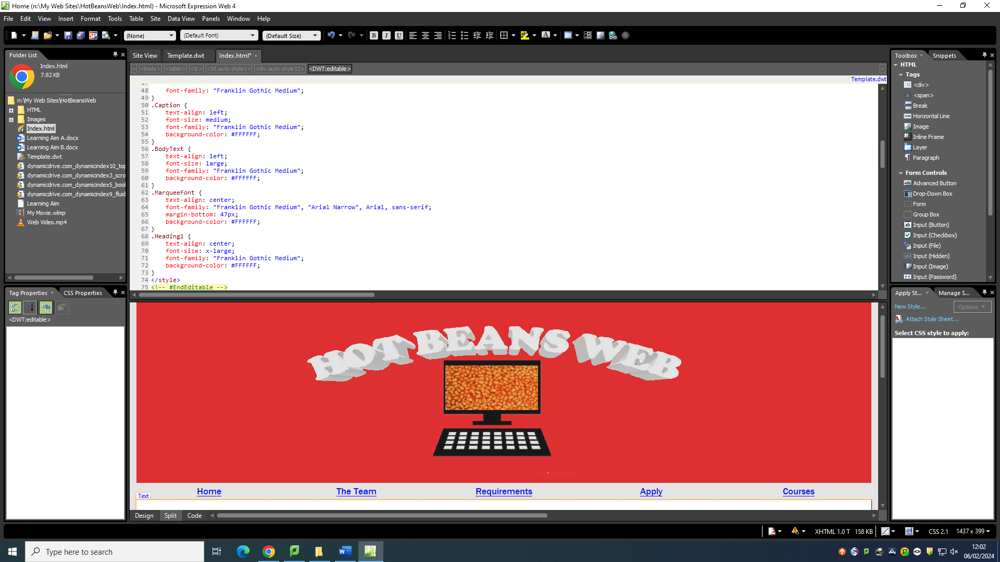 Home (n:\My Web Sites\HotBeansWeb\Index.html) - Microsoft Expression Web 4
File Edit View Insert Format Tools Table Site Data View Panels Window Help
(None) (Default Font) (Default Size)
Folder List
Index.html
7.82 KB
n:\My Web Sites\HotBeansWeb
HTML
Images
Index.html
Learning Aim A.docx
Learning Aim B.docx
Template.dwt
dynamicdrive.com_dynamicindex10_top
dynamicdrive.com_dynamicindex3_scro
dynamicdrive.com_dynamicindex5_bool
dynamicdrive.com_dynamicindex9_fluid
Learning Aim
My Movie.wlmp
Web Video.mp4
Tag Properties CSS Properties
<DWT:editable>
Site View Template.dwt Index.html*
<body> <table> <tr> <td.auto-style1> <div.auto-style13> <DWT:editable>
Template.dwt
47
48 font-family: "Franklin Gothic Medium";
49 }
50 .Caption {
51 text-align: left;
52 font-size: medium;
53 font-family: "Franklin Gothic Medium";
54 background-color: #FFFFFF;
55 }
56 .BodyText {
57 text-align: left;
58 font-size: large;
59 font-family: "Franklin Gothic Medium";
60 background-color: #FFFFFF;
61 }
62 .MarqueeFont {
63 text-align: center;
64 font-family: "Franklin Gothic Medium", "Arial Narrow", Arial, sans-serif;
65 margin-bottom: 47px;
66 background-color: #FFFFFF;
67 }
68 .Heading1 {
69 text-align: center;
70 font-size: x-large;
71 font-family: "Franklin Gothic Medium";
72 background-color: #FFFFFF;
73 }
74 </style>
75 <!-- #EndEditable -->
HOT BEANS WEB
Home The Team Requirements Apply Courses
Text
Design Split Code
Toolbox Snippets
HTML
Tags
<div>
<span>
Break
Horizontal Line
Image
Inline Frame
Layer
Paragraph
Form Controls
Advanced Button
Drop-Down Box
Form
Group Box
Input (Button)
Input (Checkbox)
Input (File)
Input (Hidden)
Input (Image)
Input (Password)
Apply St... Manage S...
New Style... Options
Attach Style Sheet...
Select CSS style to apply:
XHTML 1.0 T 158 KB CSS 2.1 1437 x 399
Type here to search
12:02
06/02/2024